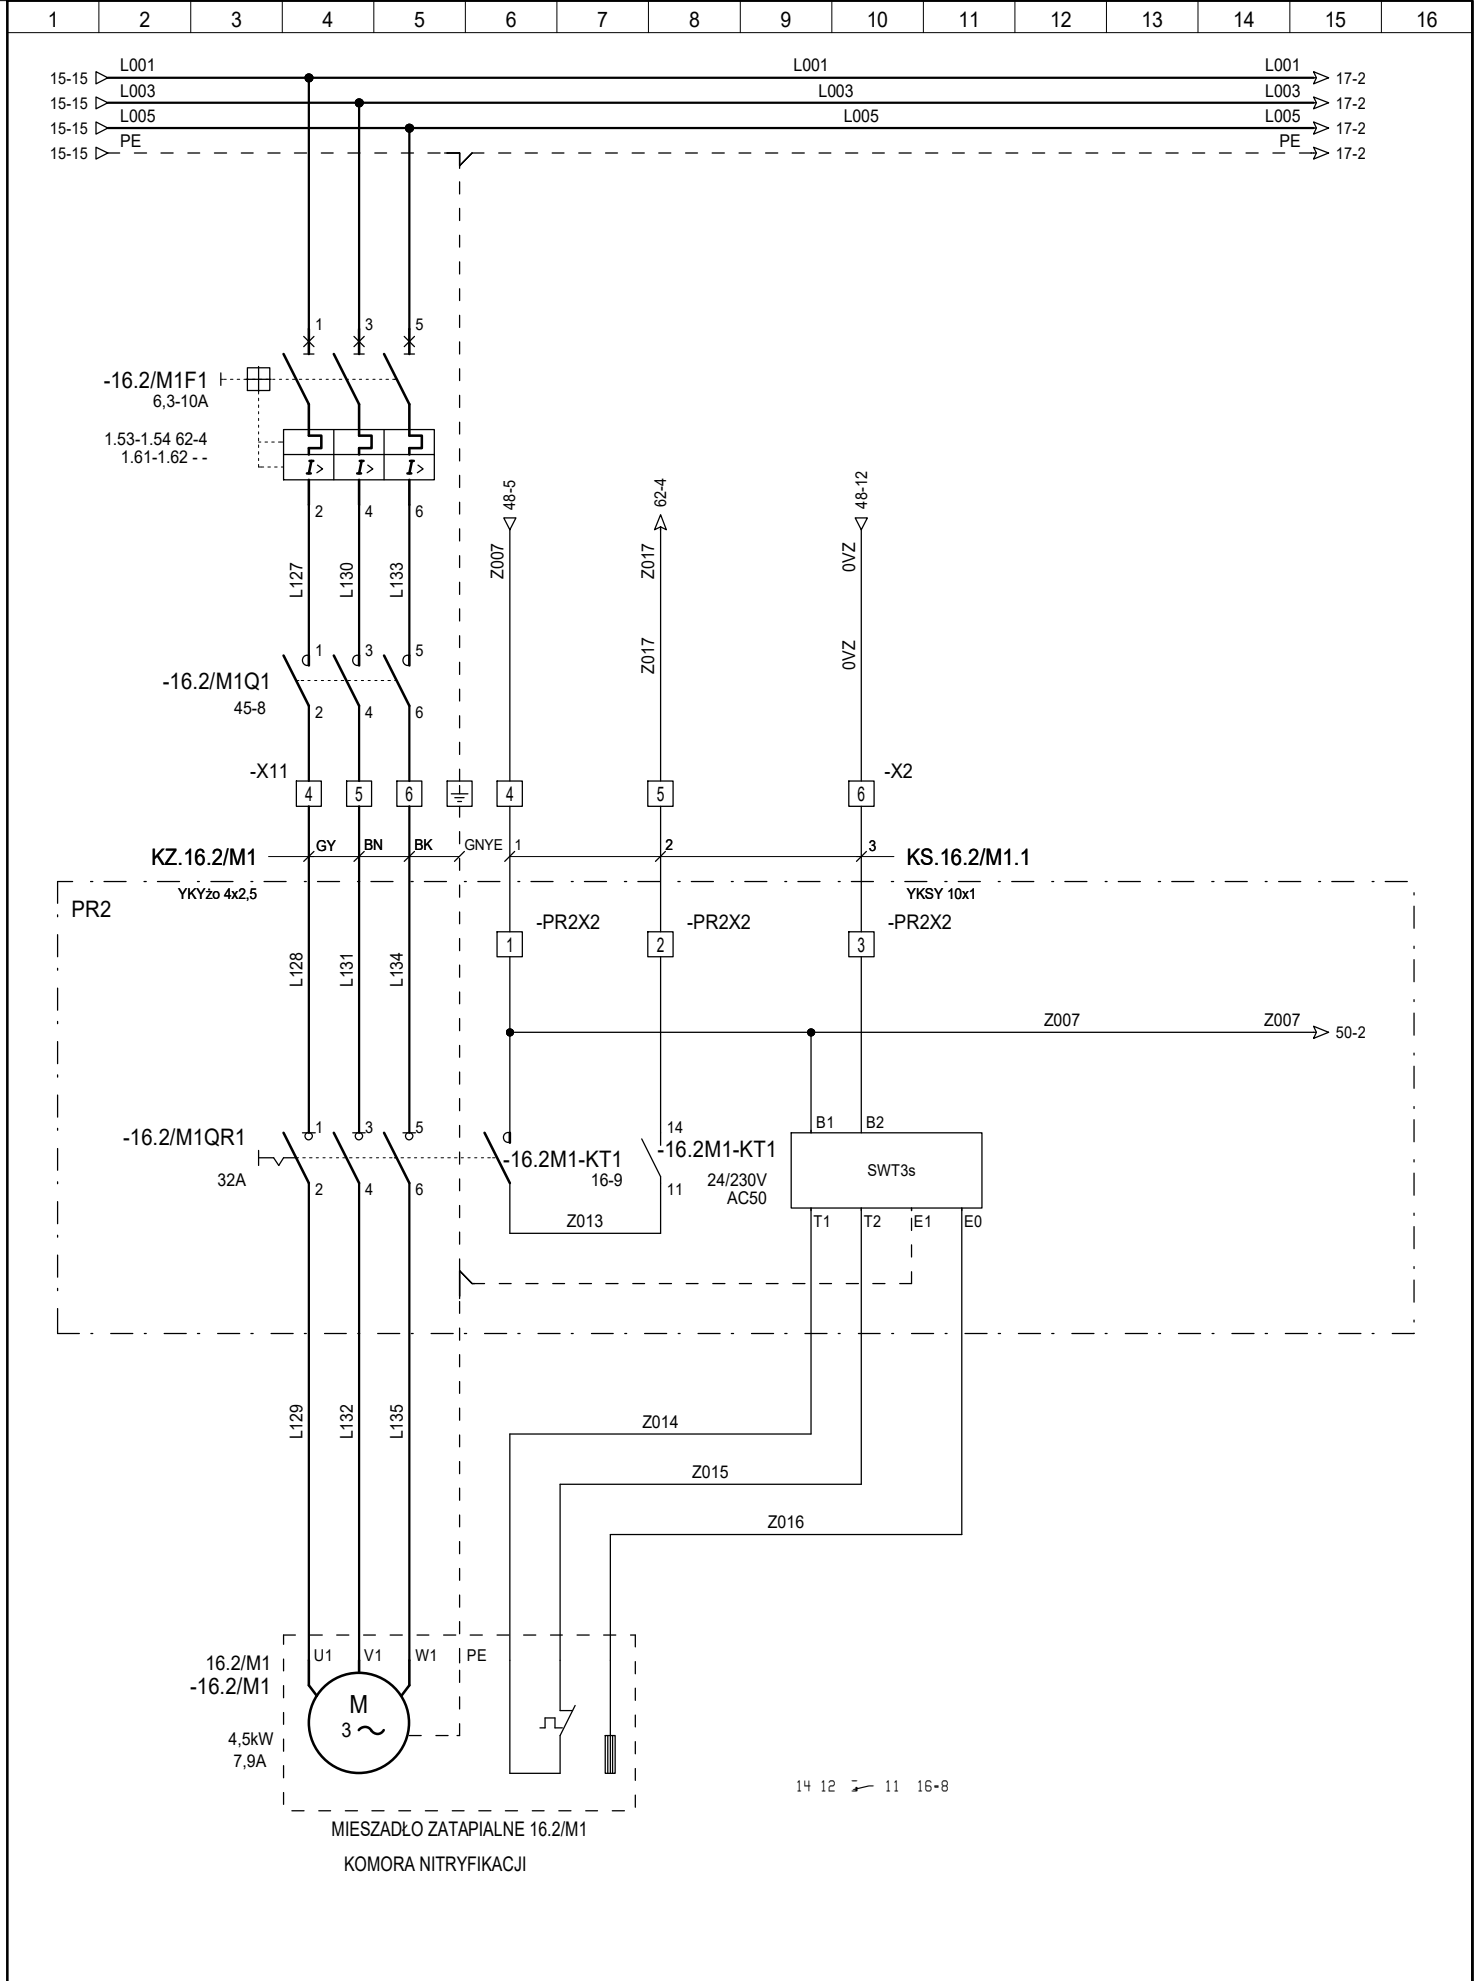 1 2 3 4 5 6 7 8 9 10 11 12 13 14 15 16
15-15 L001 L001 L001 17-2
15-15 L003 L003 L003 17-2
15-15 L005 L005 L005 17-2
15-15 PE PE 17-2
1 3 5
-16.2/M1F1
6,3-10A
1.53-1.54 62-4
1.61-1.62 - -
I> I> I>
2 4 6
48-5 62-4 48-12
L127 L130 L133 Z007 Z017 0VZ
Z017 0VZ
1 3 5
-16.2/M1Q1
45-8
2 4 6
-X11 -X2
4 5 6 4 5 6
GY BN BK GNYE 1 2 3
KZ.16.2/M1 KS.16.2/M1.1
YKYżo 4x2,5 YKSY 10x1
PR2
-PR2X2 -PR2X2 -PR2X2
1 2 3
L128 L131 L134
Z007 Z007 50-2
1 3 5 14 B1 B2
-16.2/M1QR1
-16.2M1-KT1 -16.2M1-KT1
32A 16-9 24/230V SWT3s
AC50
2 4 6 11
Z013 T1 T2 E1 E0
L129 L132 L135
Z014
Z015
Z016
U1 V1 W1 PE
16.2/M1
-16.2/M1
M
3
4,5kW
7,9A
14 12 11 16-8
MIESZADŁO ZATAPIALNE 16.2/M1
KOMORA NITRYFIKACJI